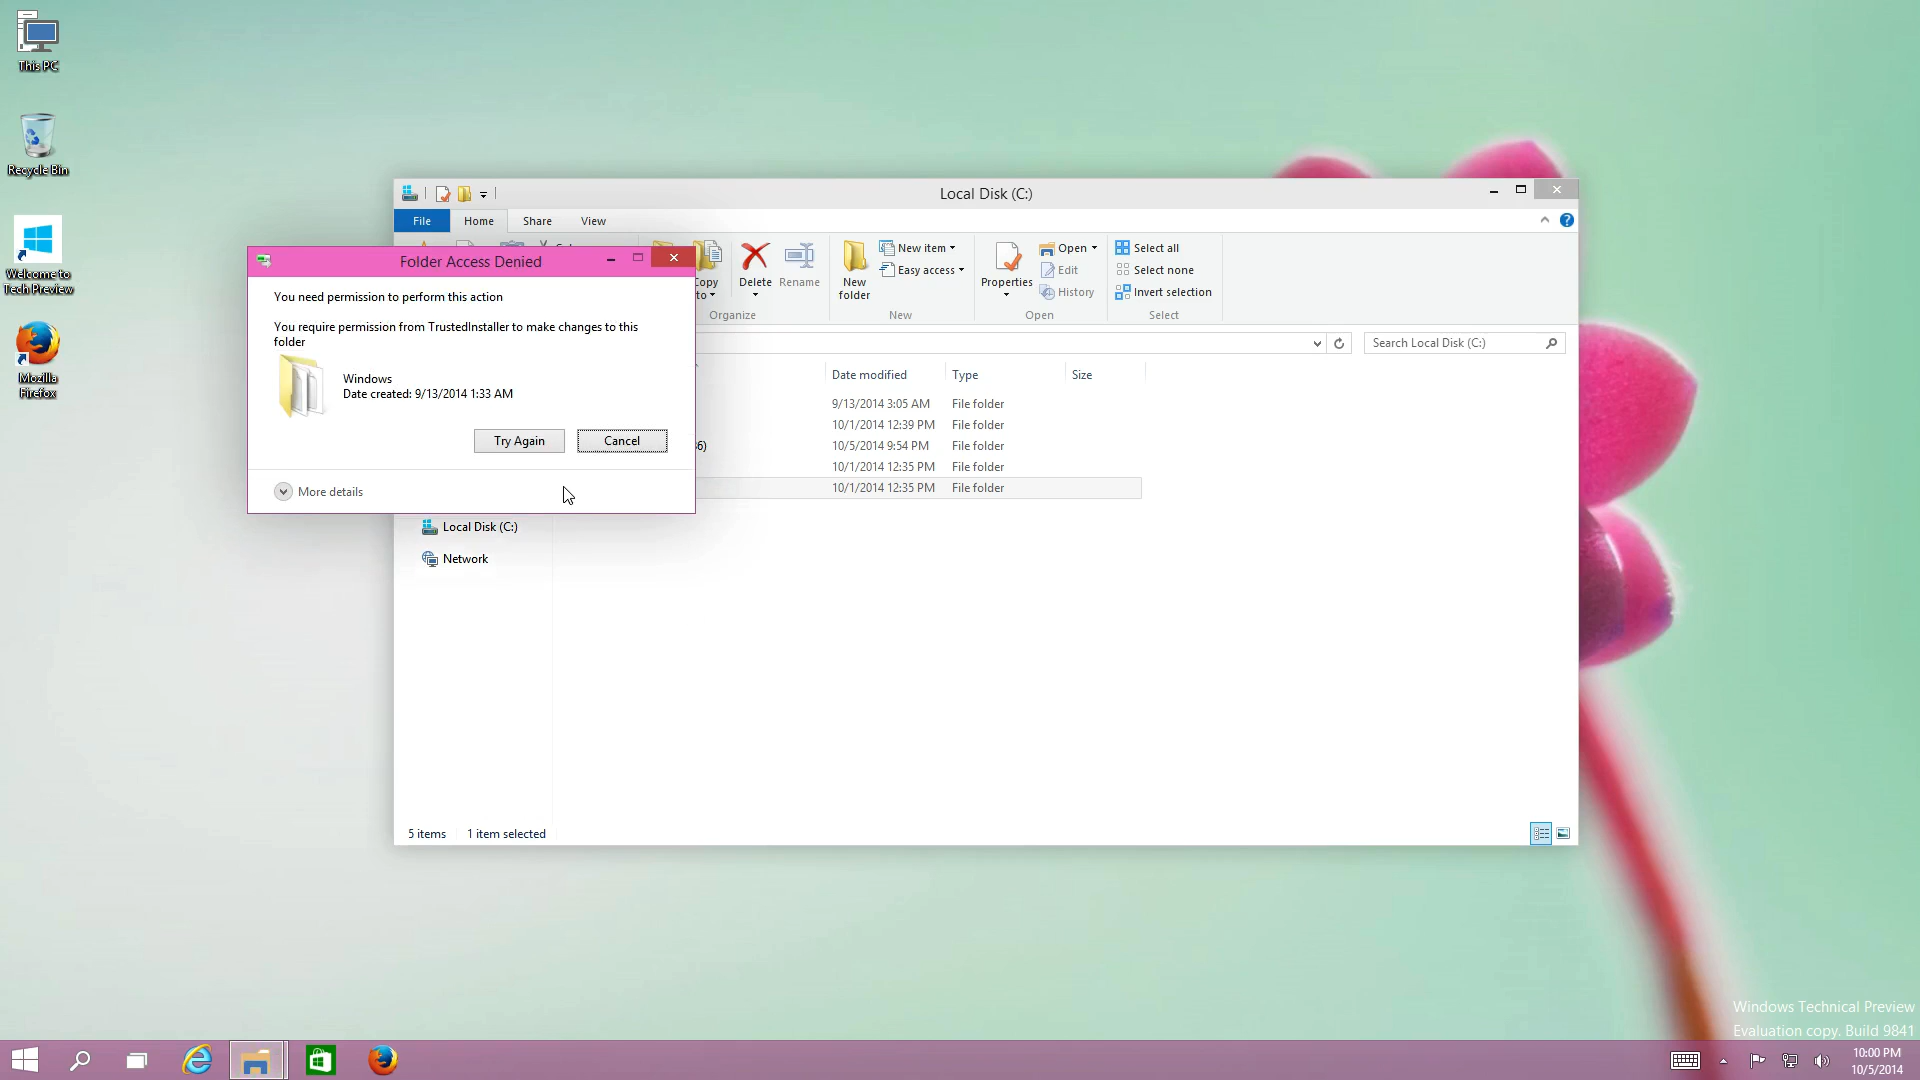 This PC
Recycle Bin
Welcome to
Tech Preview
Mozilla
Firefox
Local Disk (C:)
File
Home
Share
View
Copy
to
Delete
Rename
Organize
New
folder
New item
Easy access
New
Properties
Open
Edit
History
Open
Select all
Select none
Invert selection
Select
Folder Access Denied
You need permission to perform this action
You require permission from TrustedInstaller to make changes to this
folder
Windows
Date created: 9/13/2014 1:33 AM
Try Again
Cancel
More details
Search Local Disk (C:)
Date modified
Type
Size
9/13/2014 3:05 AM File folder
10/1/2014 12:39 PM File folder
10/5/2014 9:54 PM File folder
10/1/2014 12:35 PM File folder
10/1/2014 12:35 PM File folder
Local Disk (C:)
Network
5 items
1 item selected
Windows Technical Preview
Evaluation copy. Build 9841
10:00 PM
10/5/2014